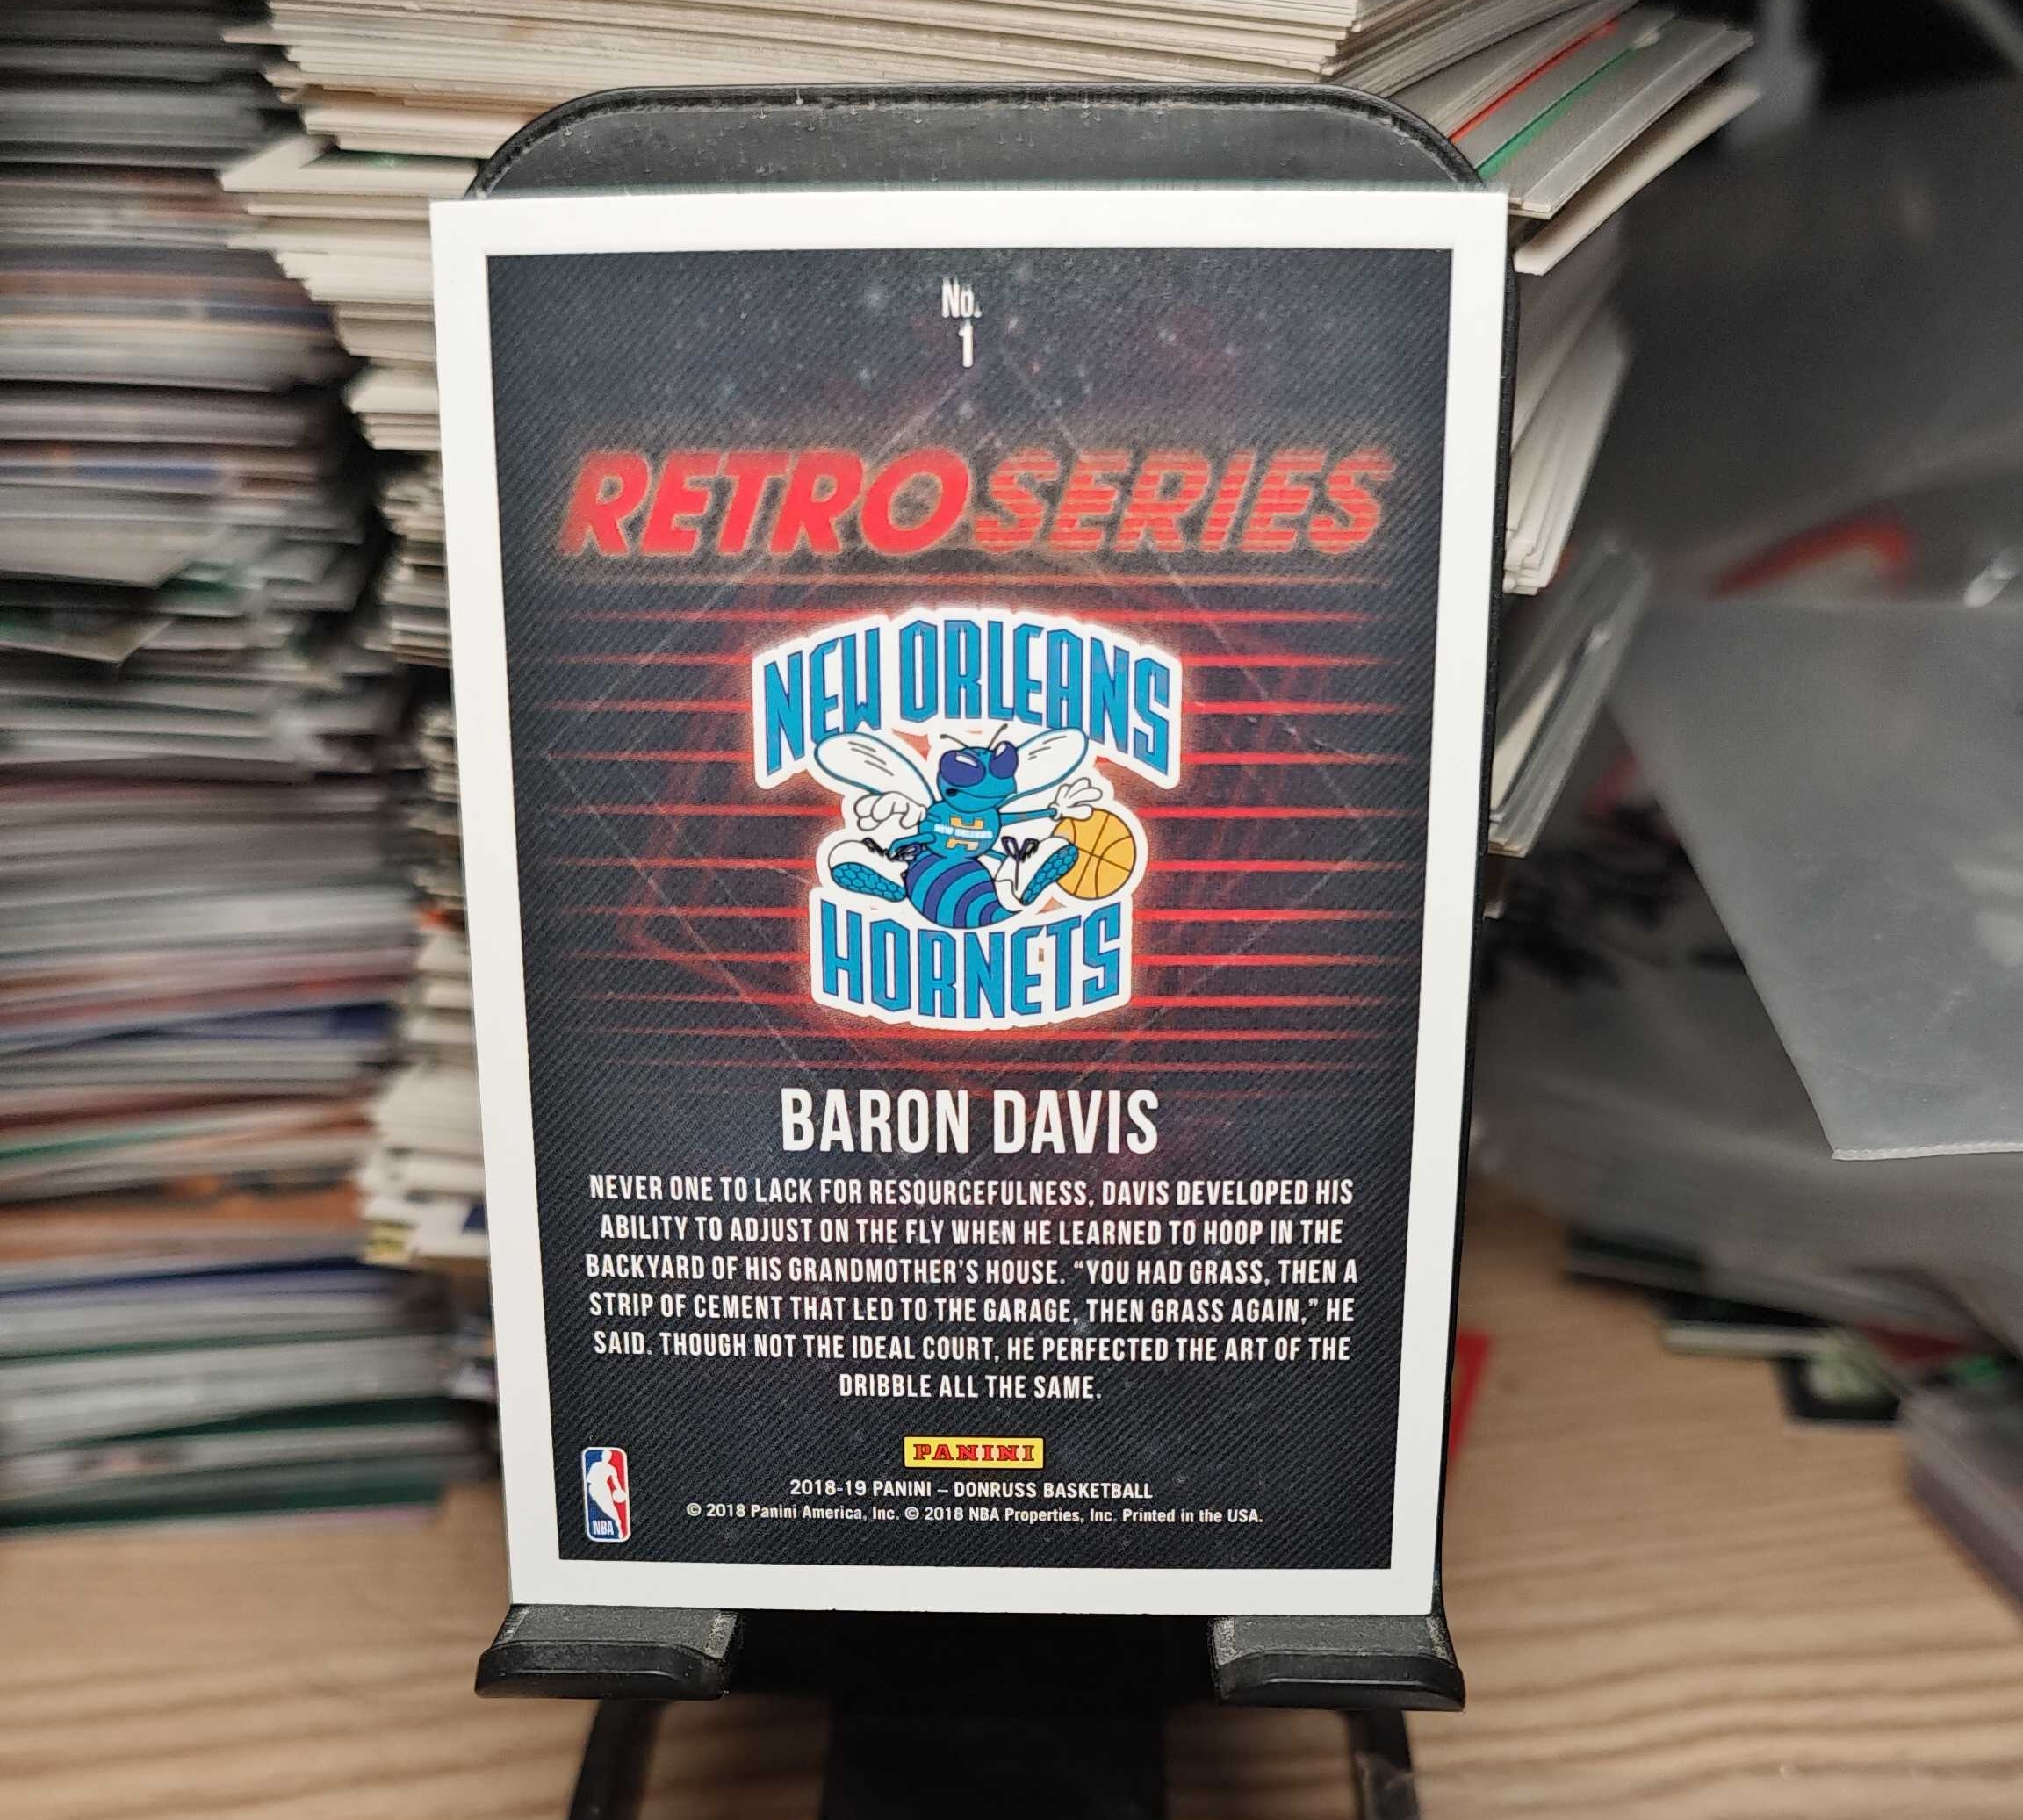 No.
1
RETRO SERIES
NEW ORLEANS
NEW ORLEANS
HORNETS
BARON DAVIS
NEVER ONE TO LACK FOR RESOURCEFULNESS, DAVIS DEVELOPED HIS
ABILITY TO ADJUST ON THE FLY WHEN HE LEARNED TO HOOP IN THE
BACKYARD OF HIS GRANDMOTHER'S HOUSE. “YOU HAD GRASS, THEN A
STRIP OF CEMENT THAT LED TO THE GARAGE, THEN GRASS AGAIN,” HE
SAID. THOUGH NOT THE IDEAL COURT, HE PERFECTED THE ART OF THE
DRIBBLE ALL THE SAME.
PANINI
2018-19 PANINI – DONRUSS BASKETBALL
© 2018 Panini America, Inc. © 2018 NBA Properties, Inc. Printed in the USA.
NBA